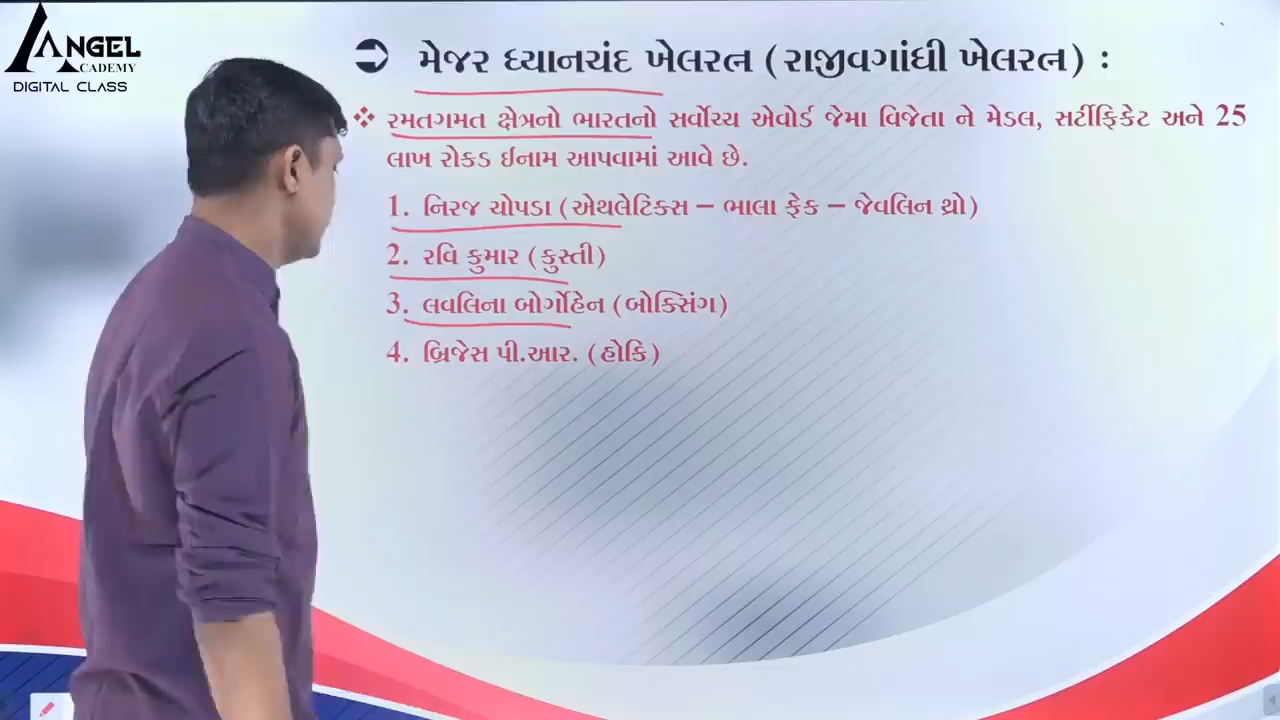 ANGEL
ACADEMY
DIGITAL CLASS
મેજર ધ્યાનચંદ ખેલરત્ન (રાજીવગાંધી ખેલરત્ન) :
રમતગમત ક્ષેત્રનો ભારતનો સર્વોચ્ચ એવોર્ડ જેમા વિજેતા ને મેડલ, સર્ટીફિકેટ અને 25
લાખ રોકડ ઈનામ આપવામાં આવે છે.
1. નિરજ ચોપડા (એથલેટિક્સ – ભાલા ફેક – જેવલિન થ્રો)
2. રવિ કુમાર (કુસ્તી)
3. લવલિના બોર્ગોહેન (બોક્સિંગ)
4. બ્રિજેસ પી.આર. (હોકિ)